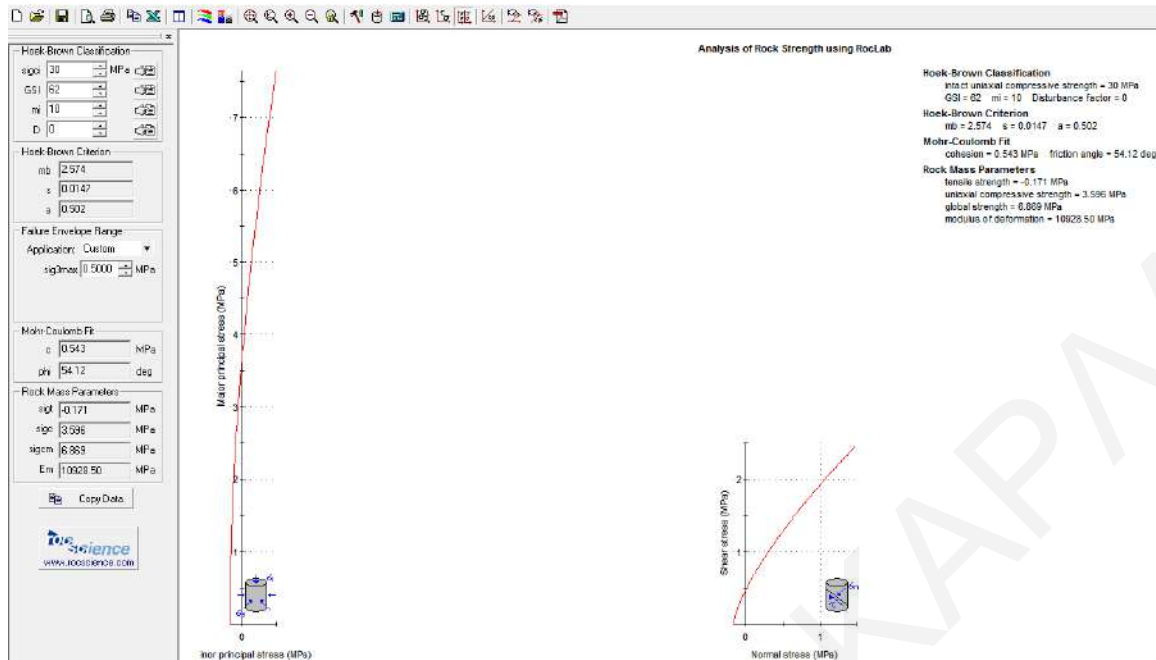 Hoek-Brown Classification
sigci 30 MPa
GSI 62
mi 10
D 0
Hoek-Brown Criterion
mb 2.574
s 0.0147
a 0.502
Failure Envelope Range
Application: Custom
sig3max 0.5000 MPa
Mohr-Coulomb Fit
c 0.543 MPa
phi 54.12 deg
Rock Mass Parameters
sigt -0.171 MPa
sigc 3.596 MPa
sigcm 6.869 MPa
Em 10928.50 MPa
Copy Data
rocscience
www.rocscience.com
Analysis of Rock Strength using RocLab
Hoek-Brown Classification
intact uniaxial compressive strength = 30 MPa
GSI = 62 mi = 10 Disturbance factor = 0
Hoek-Brown Criterion
mb = 2.574 s = 0.0147 a = 0.502
Mohr-Coulomb Fit
cohesion = 0.543 MPa friction angle = 54.12 deg
Rock Mass Parameters
tensile strength = -0.171 MPa
uniaxial compressive strength = 3.596 MPa
global strength = 6.869 MPa
modulus of deformation = 10928.50 MPa
Major principal stress (MPa)
7
6
5
4
3
2
1
0
inor principal stress (MPa)
Shear stress (MPa)
2
1
0 1
Normal stress (MPa)